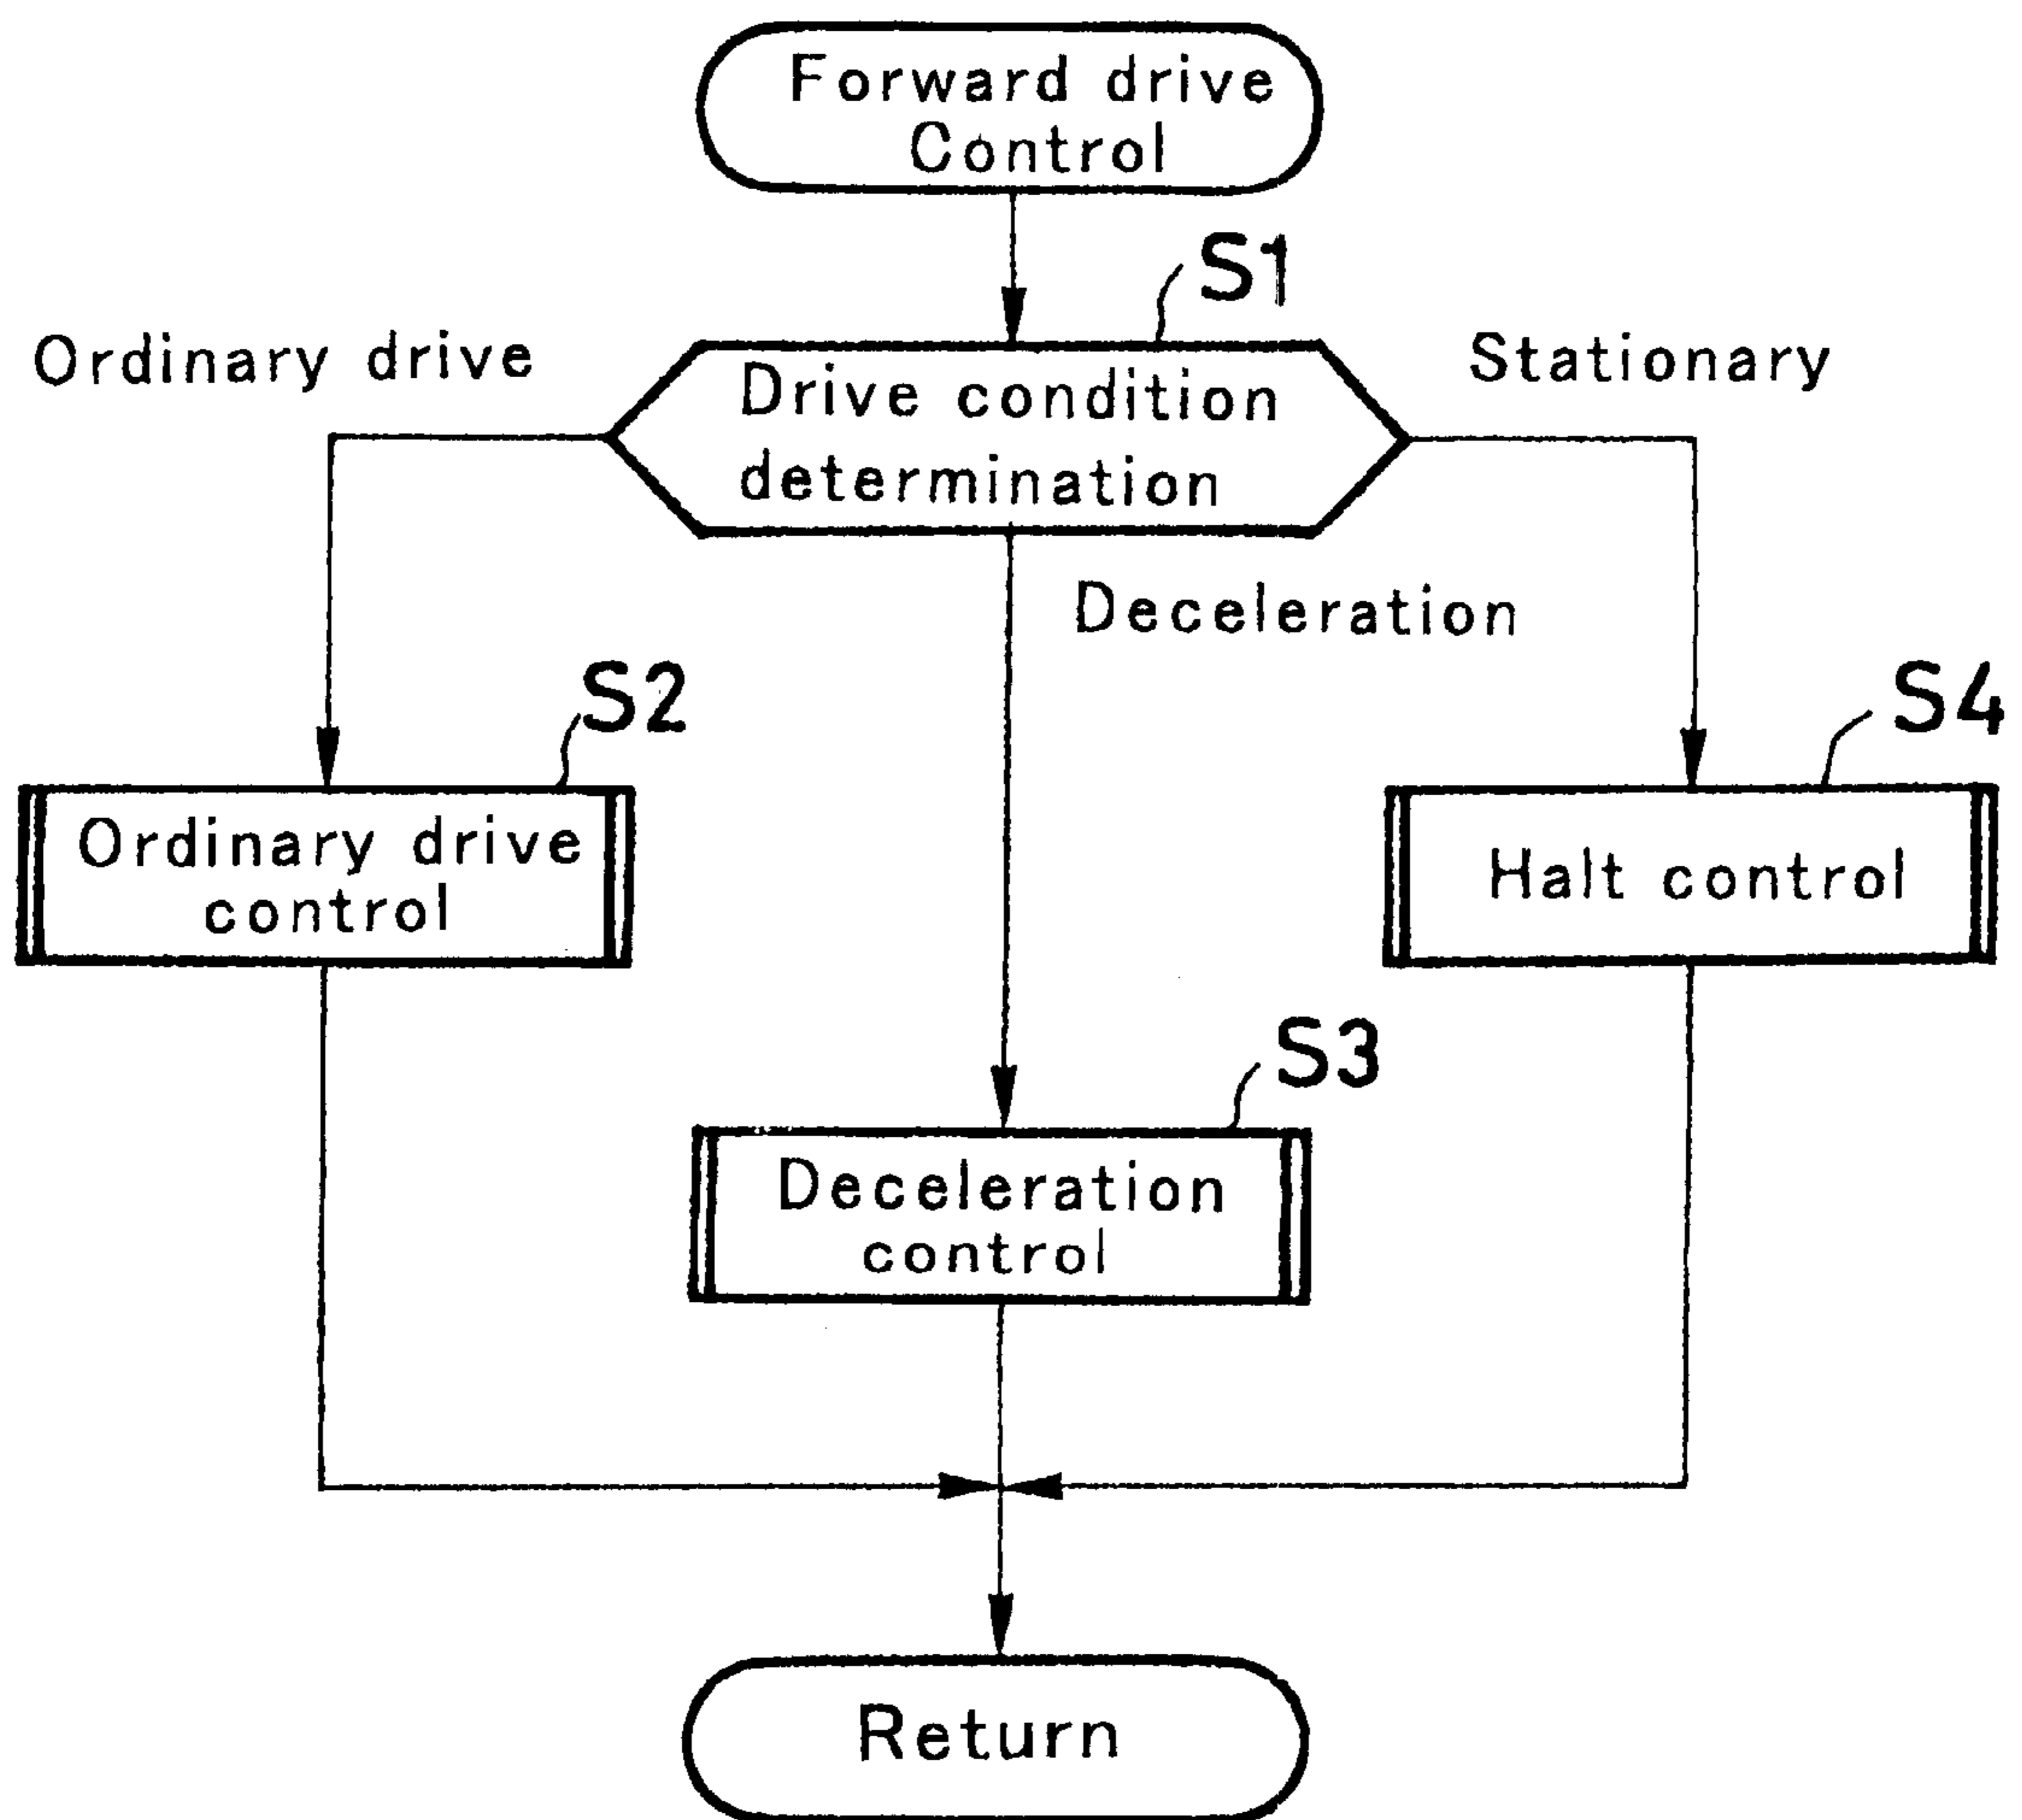 Forward drive
Control
S1
Ordinary drive
Stationary
Drive condition
determination
Deceleration
S2
S4
Ordinary drive
control
Halt control
S3
Deceleration
control
Return